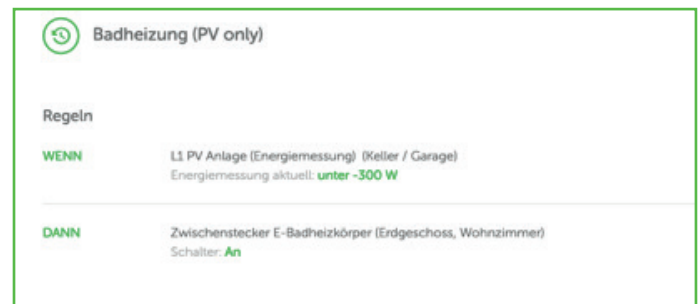 Badheizung (PV only)
Regeln
WENN
L1 PV Anlage (Energiemessung) (Keller / Garage)
Energiemessung aktuell: unter -300 W
DANN
Zwischenstecker E-Badheizkörper (Erdgeschoss, Wohnzimmer)
Schalter: An